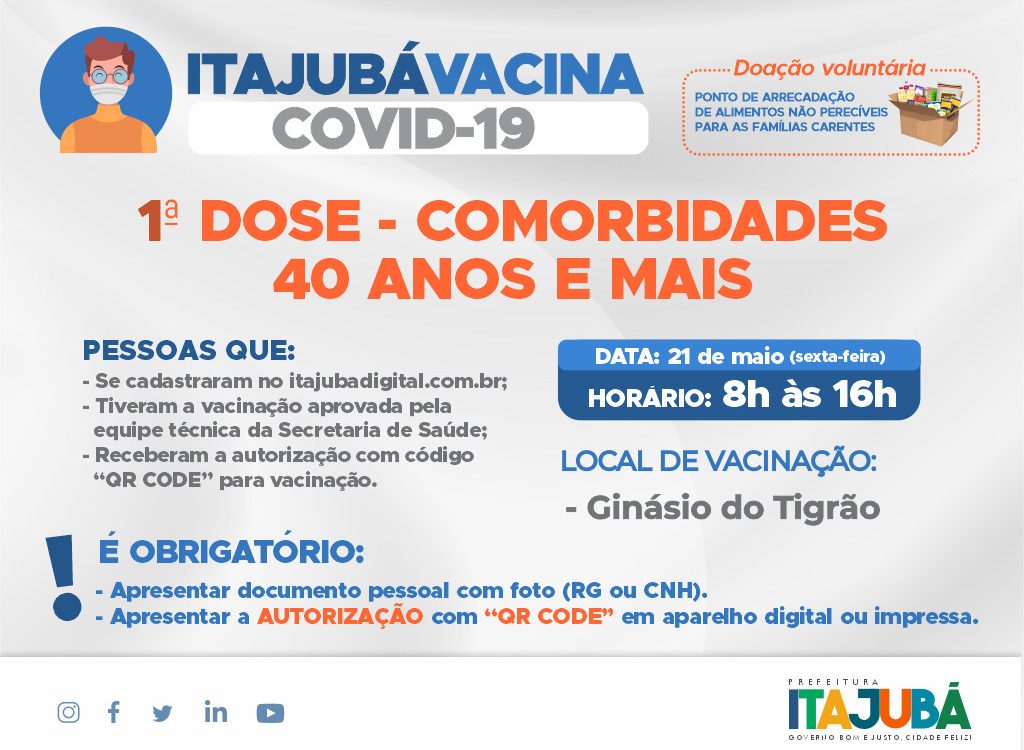 ITAJUBÁVACINA
COVID-19
Doação voluntária
PONTO DE ARRECADAÇÃO
DE ALIMENTOS NÃO PERECÍVEIS
PARA AS FAMÍLIAS CARENTES
1ª DOSE - COMORBIDADES
40 ANOS E MAIS
PESSOAS QUE:
- Se cadastraram no itajubadigital.com.br;
- Tiveram a vacinação aprovada pela
equipe técnica da Secretaria de Saúde;
- Receberam a autorização com código
“QR CODE” para vacinação.
DATA: 21 de maio (sexta-feira)
HORÁRIO: 8h às 16h
LOCAL DE VACINAÇÃO:
- Ginásio do Tigrão
! É OBRIGATÓRIO:
- Apresentar documento pessoal com foto (RG ou CNH).
- Apresentar a AUTORIZAÇÃO com “QR CODE” em aparelho digital ou impressa.
PREFEITURA
ITAJUBÁ
GOVERNO BOM E JUSTO, CIDADE FELIZ!